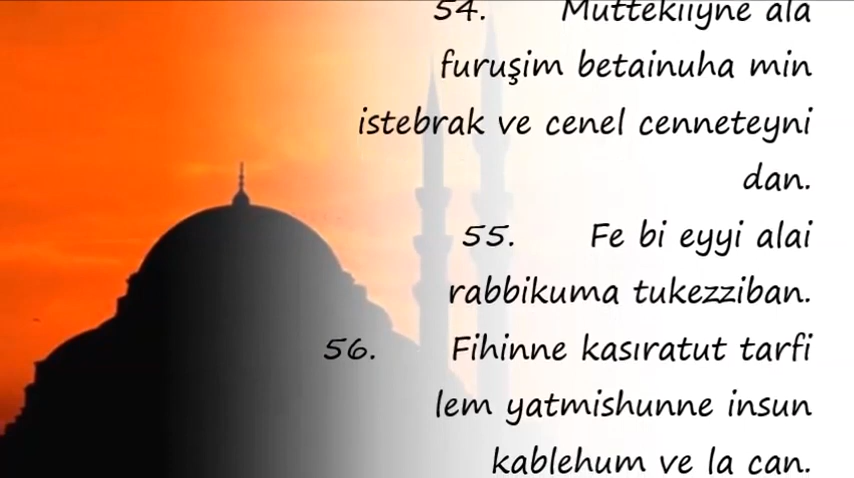 54. Muttekiiyne ala
furuşim betainuha min
istebrak ve cenel cenneteyni
dan.
55. Fe bi eyyi alai
rabbikuma tukezziban.
56. Fihinne kasıratut tarfi
lem yatmishunne insun
kablehum ve la can.